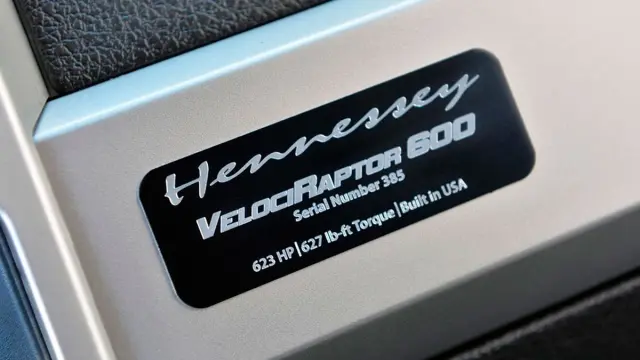 Hennessey
VELOCIRAPTOR 600
Serial Number 385
623 HP | 627 lb-ft Torque | Built in USA